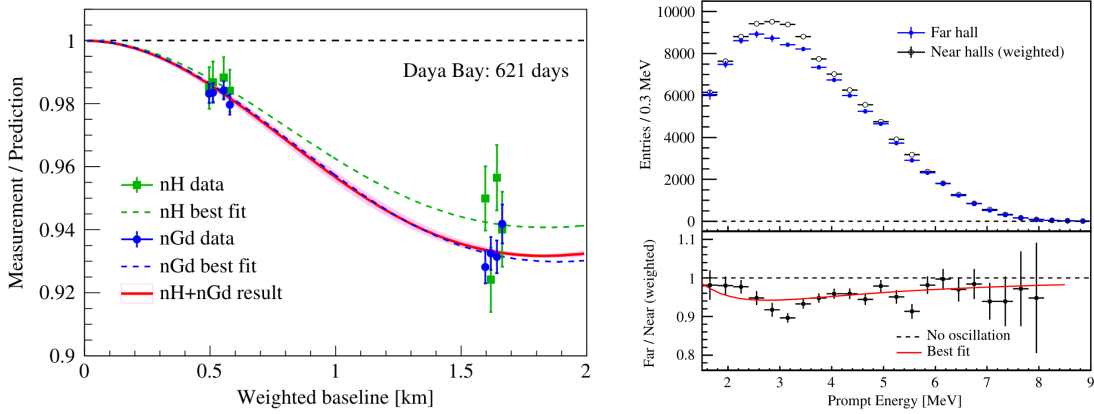 Measurement / Prediction
1
0.98
0.96
0.94
0.92
0.9
Daya Bay: 621 days
nH data
nH best fit
nGd data
nGd best fit
nH+nGd result
0
0.5
1
1.5
2
Weighted baseline [km]
Entries / 0.3 MeV
10000
8000
6000
4000
2000
0
Far hall
Near halls (weighted)
Far / Near (weighted)
1.1
1
0.9
0.8
No oscillation
Best fit
2
3
4
5
6
7
8
9
Prompt Energy [MeV]